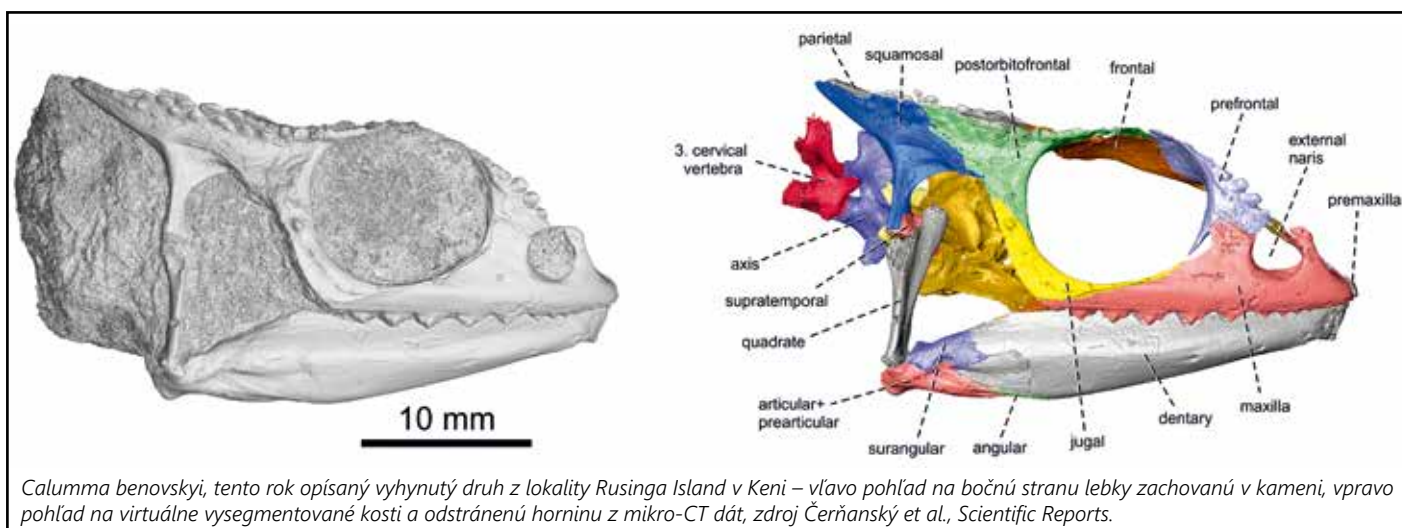 parietal
squamosal
postorbitofrontal
frontal
prefrontal
external
naris
premaxilla
3. cervical
vertebra
axis
supratemporal
quadrate
articular+
prearticular
surangular
angular
jugal
dentary
maxilla
10 mm
Calumma benovskyi, tento rok opísaný vyhynutý druh z lokality Rusinga Island v Keni – vľavo pohľad na bočnú stranu lebky zachovanú v kameni, vpravo
pohľad na virtuálne vysegmentované kosti a odstránenú horninu z mikro-CT dát, zdroj Čerňanský et al., Scientific Reports.